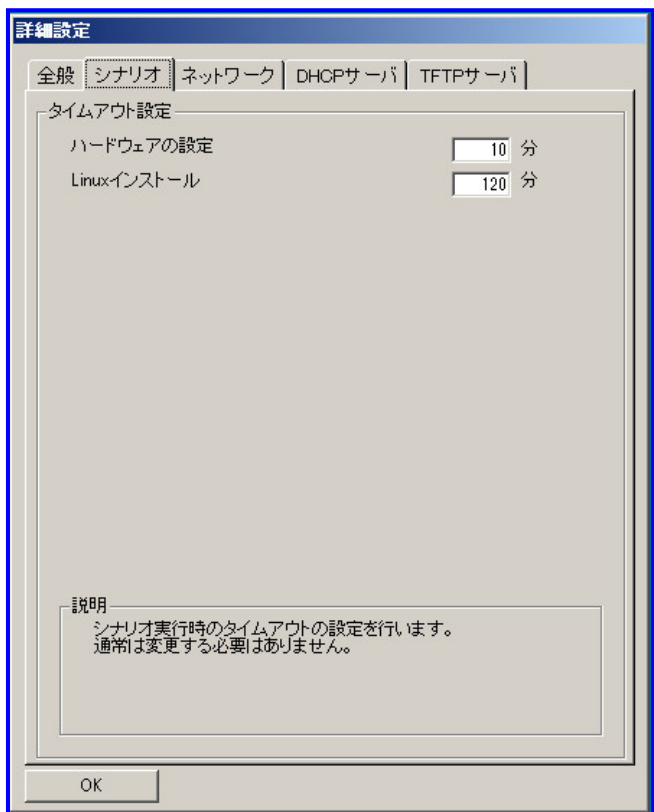 詳細設定
全般 シナリオ ネットワーク DHCPサーバ TFTPサーバ
タイムアウト設定
ハードウェアの設定 10 分
Linuxインストール 120 分
説明
シナリオ実行時のタイムアウトの設定を行います。
通常は変更する必要はありません。
OK